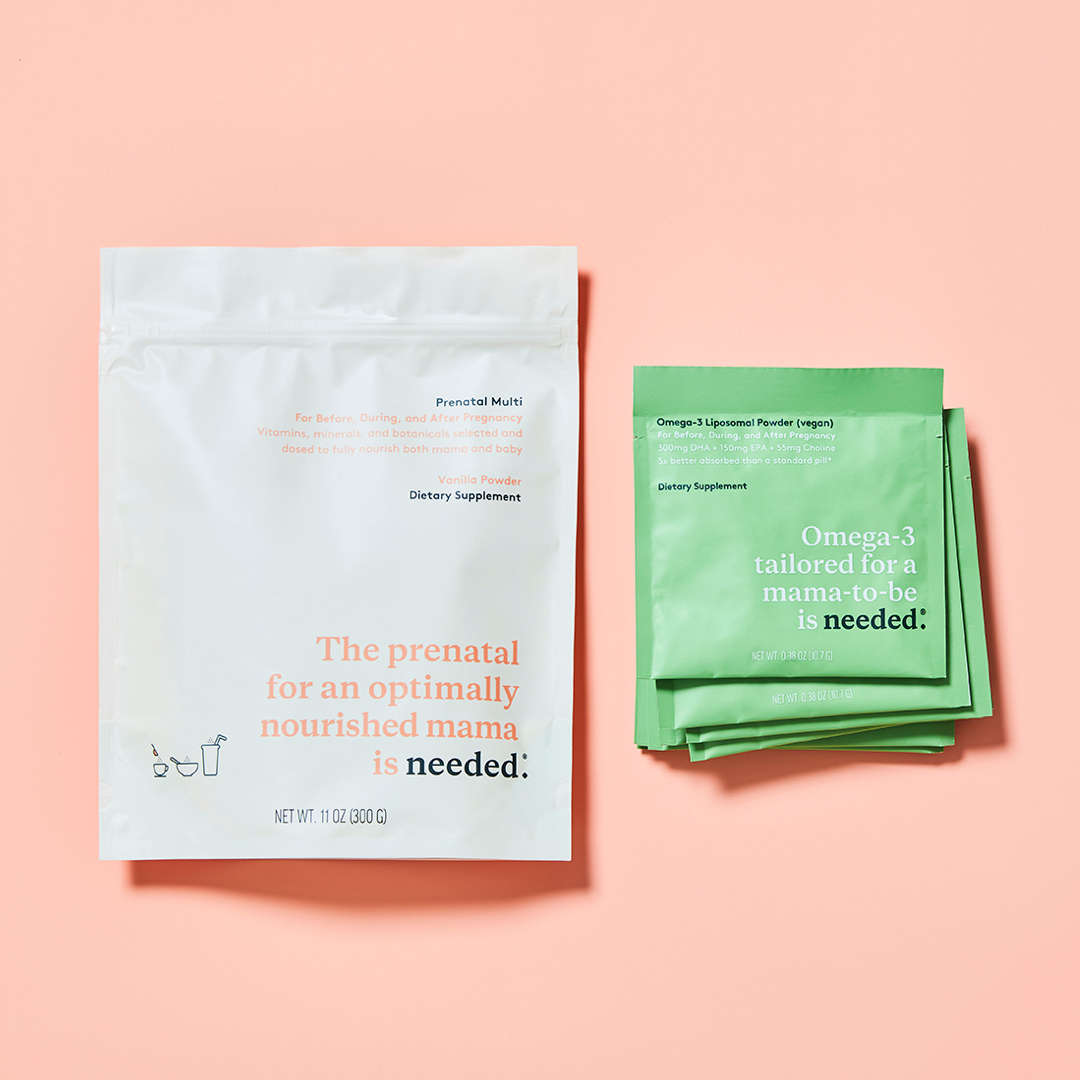 Prenatal Multi
For Before, During, and After Pregnancy
Vitamins, minerals, and botanicals selected and
dosed to fully nourish both mama and baby
Vanilla Powder
Dietary Supplement
The prenatal
for an optimally
nourished mama
is needed.®
NET WT. 11 OZ (300 G)
Omega-3 Liposomal Powder (vegan)
For Before, During, and After Pregnancy
300mg DHA + 150mg EPA + 55mg Choline
5x better absorbed than a standard pill*
Dietary Supplement
Omega-3
tailored for a
mama-to-be
is needed.®
NET WT. 0.38 OZ (10.7 G)
NET WT. 0.38 OZ (10.7 G)